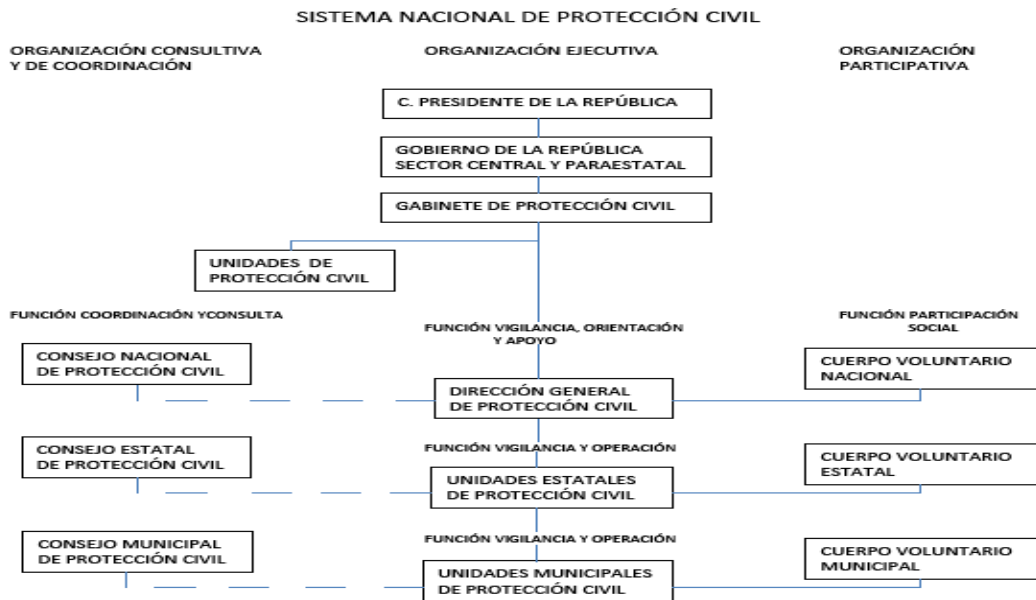 SISTEMA NACIONAL DE PROTECCIÓN CIVIL
ORGANIZACIÓN CONSULTIVA
Y DE COORDINACIÓN
ORGANIZACIÓN EJECUTIVA
ORGANIZACIÓN
PARTICIPATIVA
C. PRESIDENTE DE LA REPÚBLICA
GOBIERNO DE LA REPÚBLICA
SECTOR CENTRAL Y PARAESTATAL
GABINETE DE PROTECCIÓN CIVIL
UNIDADES DE
PROTECCIÓN CIVIL
FUNCIÓN COORDINACIÓN YCONSULTA
FUNCIÓN VIGILANCIA, ORIENTACIÓN
Y APOYO
FUNCIÓN PARTICIPACIÓN
SOCIAL
CONSEJO NACIONAL
DE PROTECCIÓN CIVIL
DIRECCIÓN GENERAL
DE PROTECCIÓN CIVIL
CUERPO VOLUNTARIO
NACIONAL
FUNCIÓN VIGILANCIA Y OPERACIÓN
CONSEJO ESTATAL
DE PROTECCIÓN CIVIL
UNIDADES ESTATALES
DE PROTECCIÓN CIVIL
CUERPO VOLUNTARIO
ESTATAL
FUNCIÓN VIGILANCIA Y OPERACIÓN
CONSEJO MUNICIPAL
DE PROTECCIÓN CIVIL
UNIDADES MUNICIPALES
DE PROTECCIÓN CIVIL
CUERPO VOLUNTARIO
MUNICIPAL